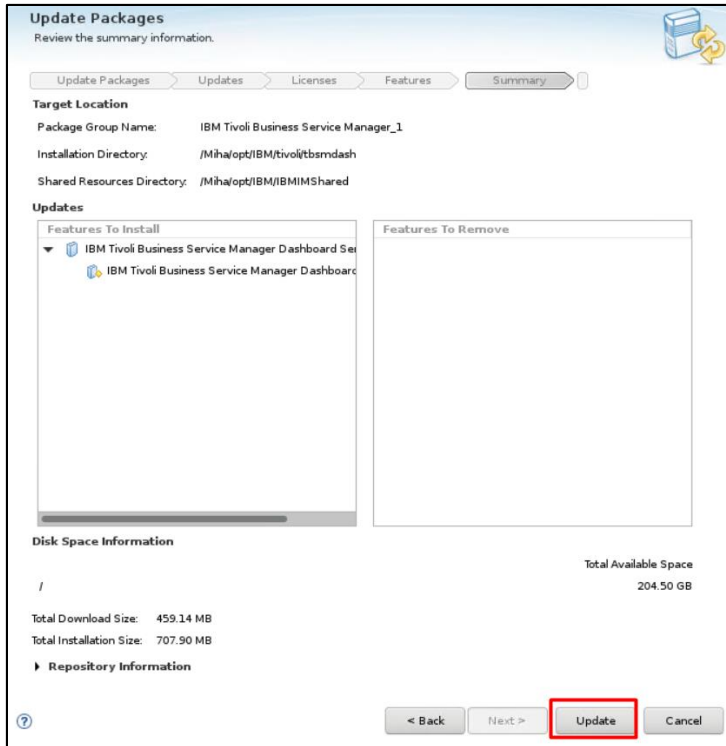 Update Packages
Review the summary information.
Update Packages
Updates
Licenses
Features
Summary
Target Location
Package Group Name: IBM Tivoli Business Service Manager_1
Installation Directory: /Miha/opt/IBM/tivoli/tbsmdash
Shared Resources Directory: /Miha/opt/IBM/IBMIMShared
Updates
Features To Install
IBM Tivoli Business Service Manager Dashboard Ser
IBM Tivoli Business Service Manager Dashboard
Features To Remove
Disk Space Information
Total Available Space
/ 204.50 GB
Total Download Size: 459.14 MB
Total Installation Size: 707.90 MB
Repository Information
?
< Back
Next >
Update
Cancel